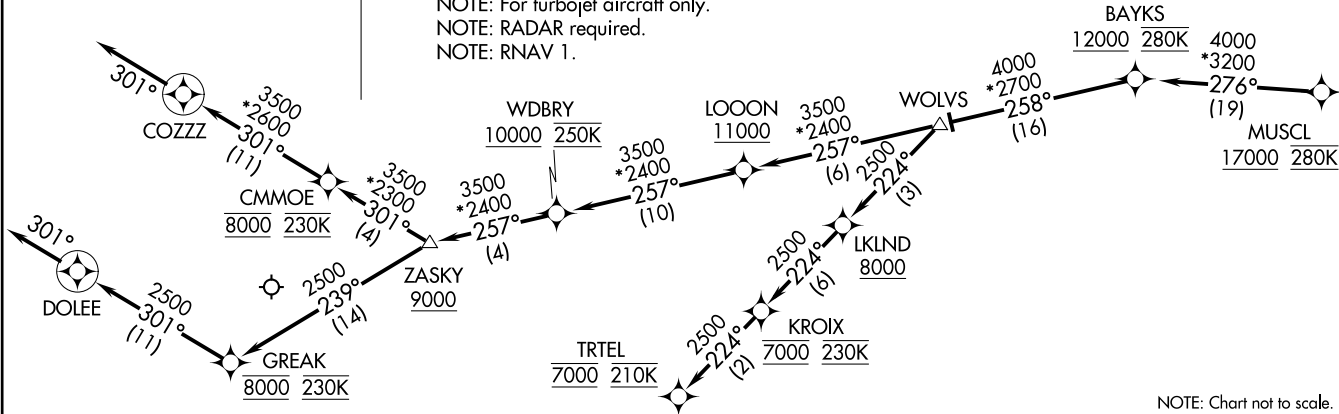 NOTE: For turbojet aircraft only.
NOTE: RADAR required.
NOTE: RNAV 1.
BAYKS
12000 280K
4000
*3200
276°
(19)
MUSCL
17000 280K
4000
*2700
258°
(16)
WOLVS
3500
*2400
257°
(6)
LOOON
11000
3500
*2400
257°
(10)
WDBRY
10000 250K
3500
*2400
257°
(4)
ZASKY
9000
3500
*2300
301°
(4)
CMMOE
8000 230K
3500
*2600
301°
(11)
COZZZ
301°
2500
239°
(14)
GREAK
8000 230K
2500
301°
(11)
DOLEE
301°
2500
224°
(3)
LKLND
8000
2500
224°
(6)
KROIX
7000 230K
2500
224°
(2)
TRTEL
7000 210K
NOTE: Chart not to scale.